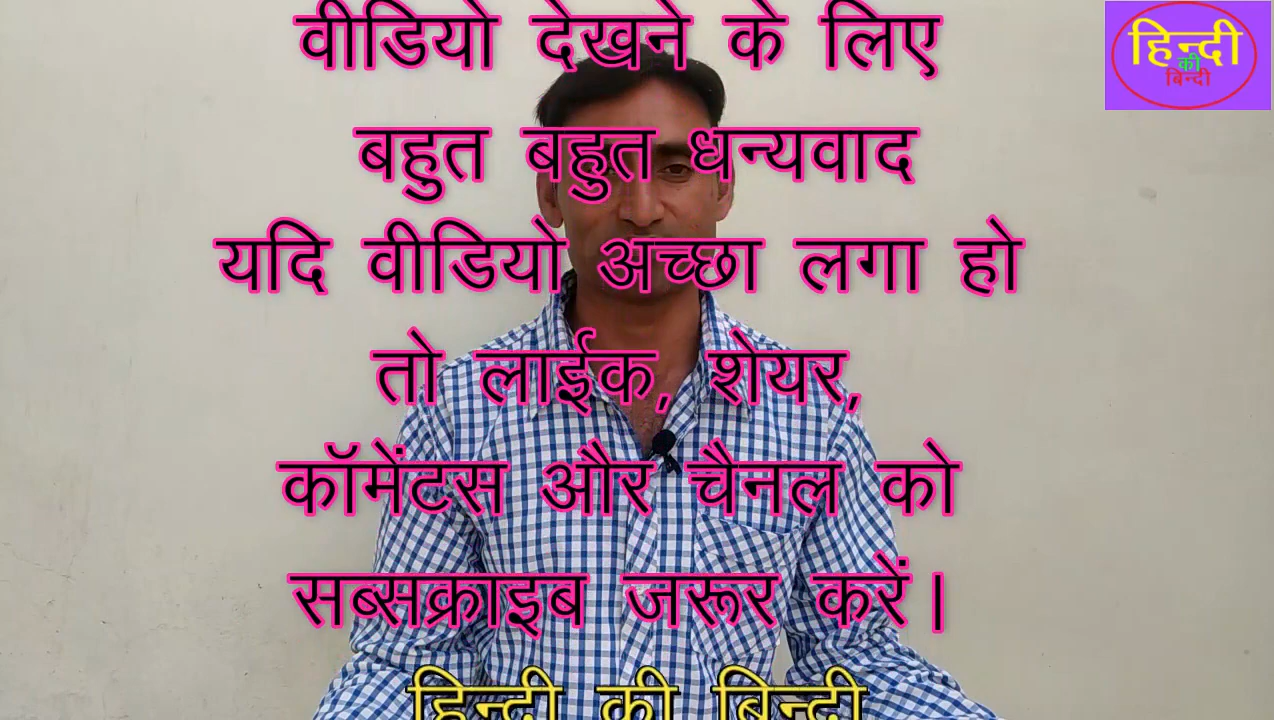 वीडियो देखने के लिए
बहुत बहुत धन्यवाद
यदि वीडियो अच्छा लगा हो
तो लाईक, शेयर,
कॉमेंटस और चैनल को
सब्सक्राइब जरूर करें।
हिन्दी की बिन्दी
हिन्दी
की
बिन्दी